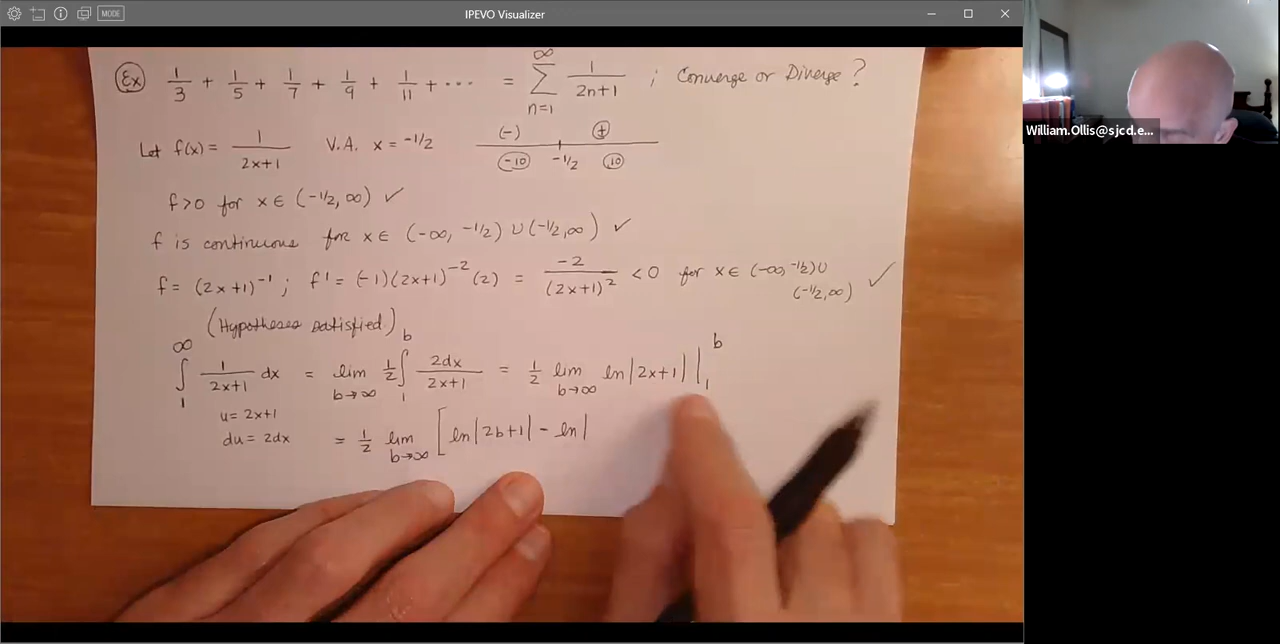 MODE
IPEVO Visualizer
William.Ollis@sjcd.e...
Ex 1/3 + 1/5 + 1/7 + 1/9 + 1/11 + ··· = ∞ Σ n=1 1/(2n+1) ; Converge or Diverge ?
Let f(x) = 1/(2x+1) V.A. x = -1/2 (-) + -10 -1/2 10
f>0 for x ∈ (-1/2, ∞) ✓
f is continuous for x ∈ (-∞, -1/2) ∪ (-1/2, ∞) ✓
f = (2x+1)^-1 ; f' = (-1)(2x+1)^-2 (2) = -2/(2x+1)^2 < 0 for x ∈ (-∞, -1/2) ∪
(-1/2, ∞) ✓
(Hypotheses satisfied)
∫_1^∞ 1/(2x+1) dx = lim b→∞ 1/2 ∫_1^b 2dx/(2x+1) = 1/2 lim b→∞ ln|2x+1| |_1^b
u = 2x+1
du = 2dx = 1/2 lim b→∞ [ ln|2b+1| - ln|